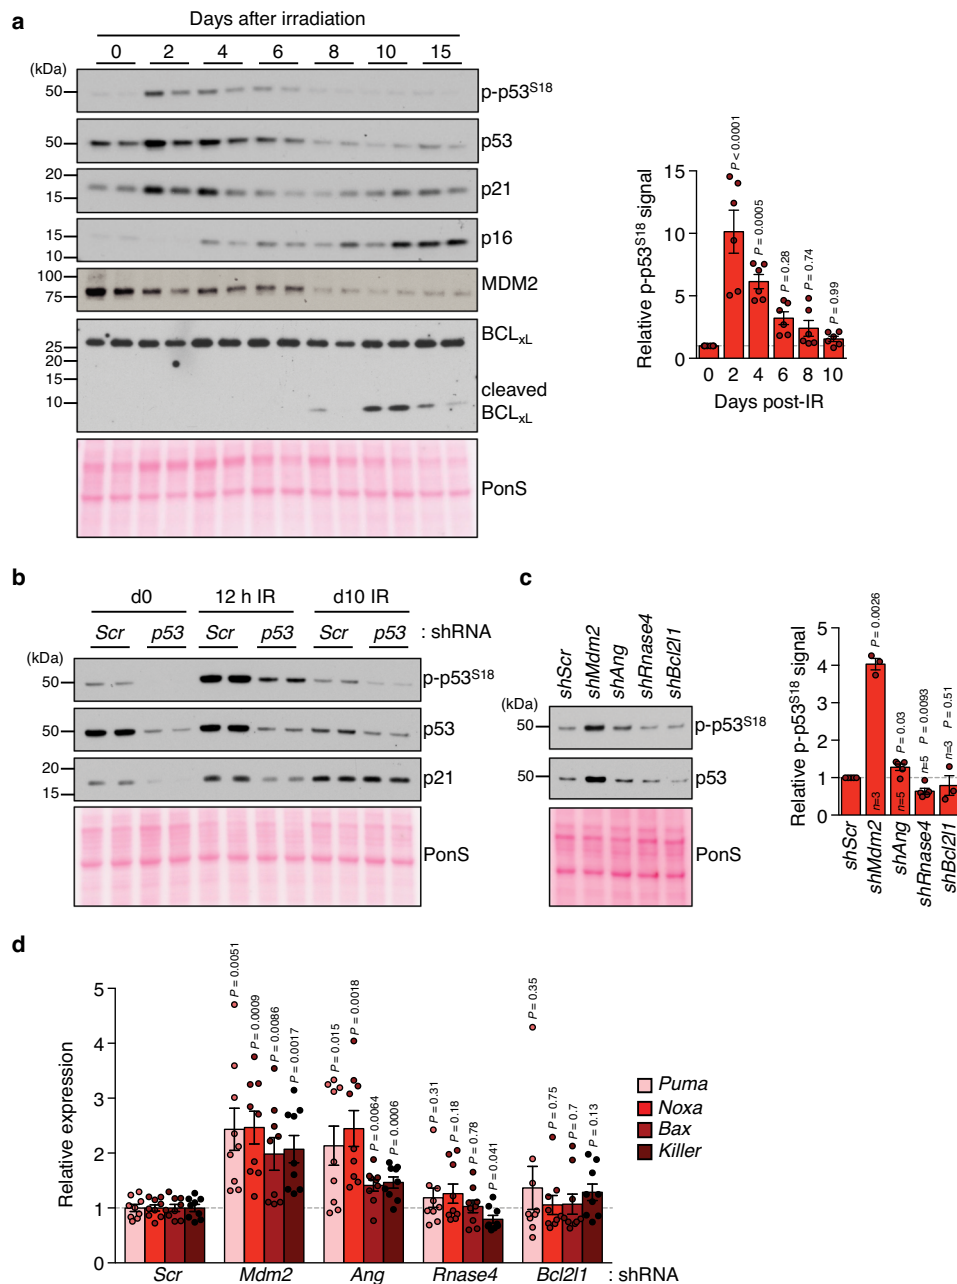 a
Days after irradiation
0 2 4 6 8 10 15
(kDa)
50 p-p53S18
50 p53
20
15 p21
15
10 p16
100
75 MDM2
BCLxL
25
20
15
10
cleaved
BCLxL
PonS
Relative p-p53S18 signal
15
10
5
0
P < 0.0001
P = 0.0005
P = 0.28
P = 0.74
P = 0.99
0 2 4 6 8 10
Days post-IR
b
d0 12 h IR d10 IR
Scr p53 Scr p53 Scr p53 : shRNA
(kDa)
50 p-p53S18
50 p53
20
15 p21
PonS
c
shScr shMdm2 shAng shRnase4 shBcl2l1
(kDa)
50 p-p53S18
50 p53
PonS
Relative p-p53S18 signal
5
4
3
2
1
0
P = 0.0026
P = 0.03
P = 0.0093
P = 0.51
n=3
n=5
n=5
n=3
shScr shMdm2 shAng shRnase4 shBcl2l1
d
Relative expression
5
4
3
2
1
0
P = 0.0051
P = 0.0009
P = 0.0086
P = 0.0017
P = 0.015
P = 0.0018
P = 0.0064
P = 0.0006
P = 0.31
P = 0.18
P = 0.78
P = 0.041
P = 0.35
P = 0.75
P = 0.7
P = 0.13
Puma
Noxa
Bax
Killer
Scr Mdm2 Ang Rnase4 Bcl2l1 : shRNA